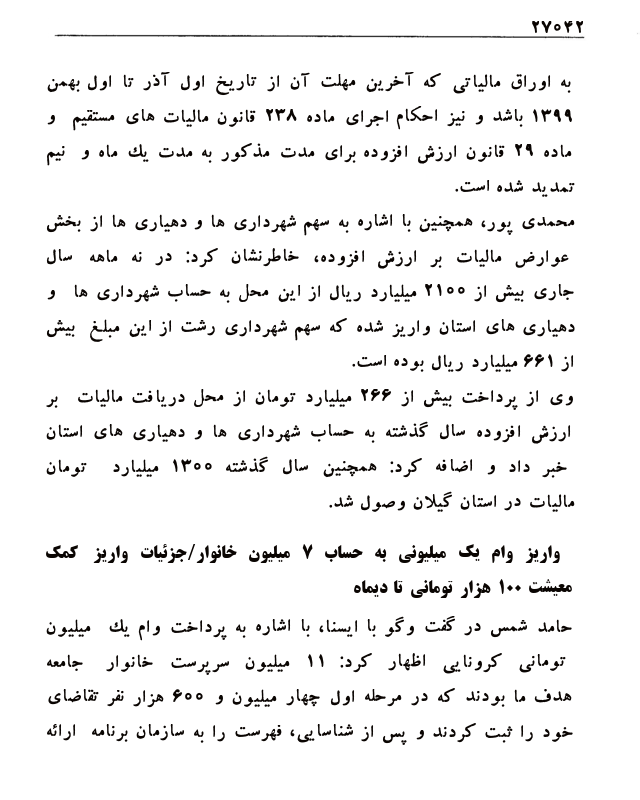 ۲۷۰۴۲
به اوراق مالیاتی که آخرین مهلت آن از تاریخ اول آذر تا اول بهمن
۱۳۹۹ باشد و نیز احکام اجرای ماده ۲۳۸ قانون مالیات های مستقیم و
ماده ۲۹ قانون ارزش افزوده برای مدت مذکور به مدت یك ماه و نیم
تمدید شده است.
محمدی پور، همچنین با اشاره به سهم شهرداری ها و دهیاری ها از بخش
عوارض مالیات بر ارزش افزوده، خاطرنشان کرد: در نه ماهه سال
جاری بیش از ۲۱۰۰ میلیارد ریال از این محل به حساب شهرداری ها و
دهیاری های استان واریز شده که سهم شهرداری رشت از این مبلغ بیش
از ۶۶۱ میلیارد ریال بوده است.
وی از پرداخت بیش از ۲۶۶ میلیارد تومان از محل دریافت مالیات بر
ارزش افزوده سال گذشته به حساب شهرداری ها و دهیاری های استان
خبر داد و اضافه کرد: همچنین سال گذشته ۱۳۰۰ میلیارد تومان
مالیات در استان گیلان وصول شد.
واریز وام یک میلیونی به حساب ۷ میلیون خانوار/جزئیات واریز کمک
معیشت ۱۰۰ هزار تومانی تا دیماه
حامد شمس در گفت وگو با ایسنا، با اشاره به پرداخت وام یك میلیون
تومانی کرونایی اظهار کرد: ۱۱ میلیون سرپرست خانوار جامعه
هدف ما بودند که در مرحله اول چهار میلیون و ۶۰۰ هزار نفر تقاضای
خود را ثبت کردند و پس از شناسایی، فهرست را به سازمان برنامه ارائه